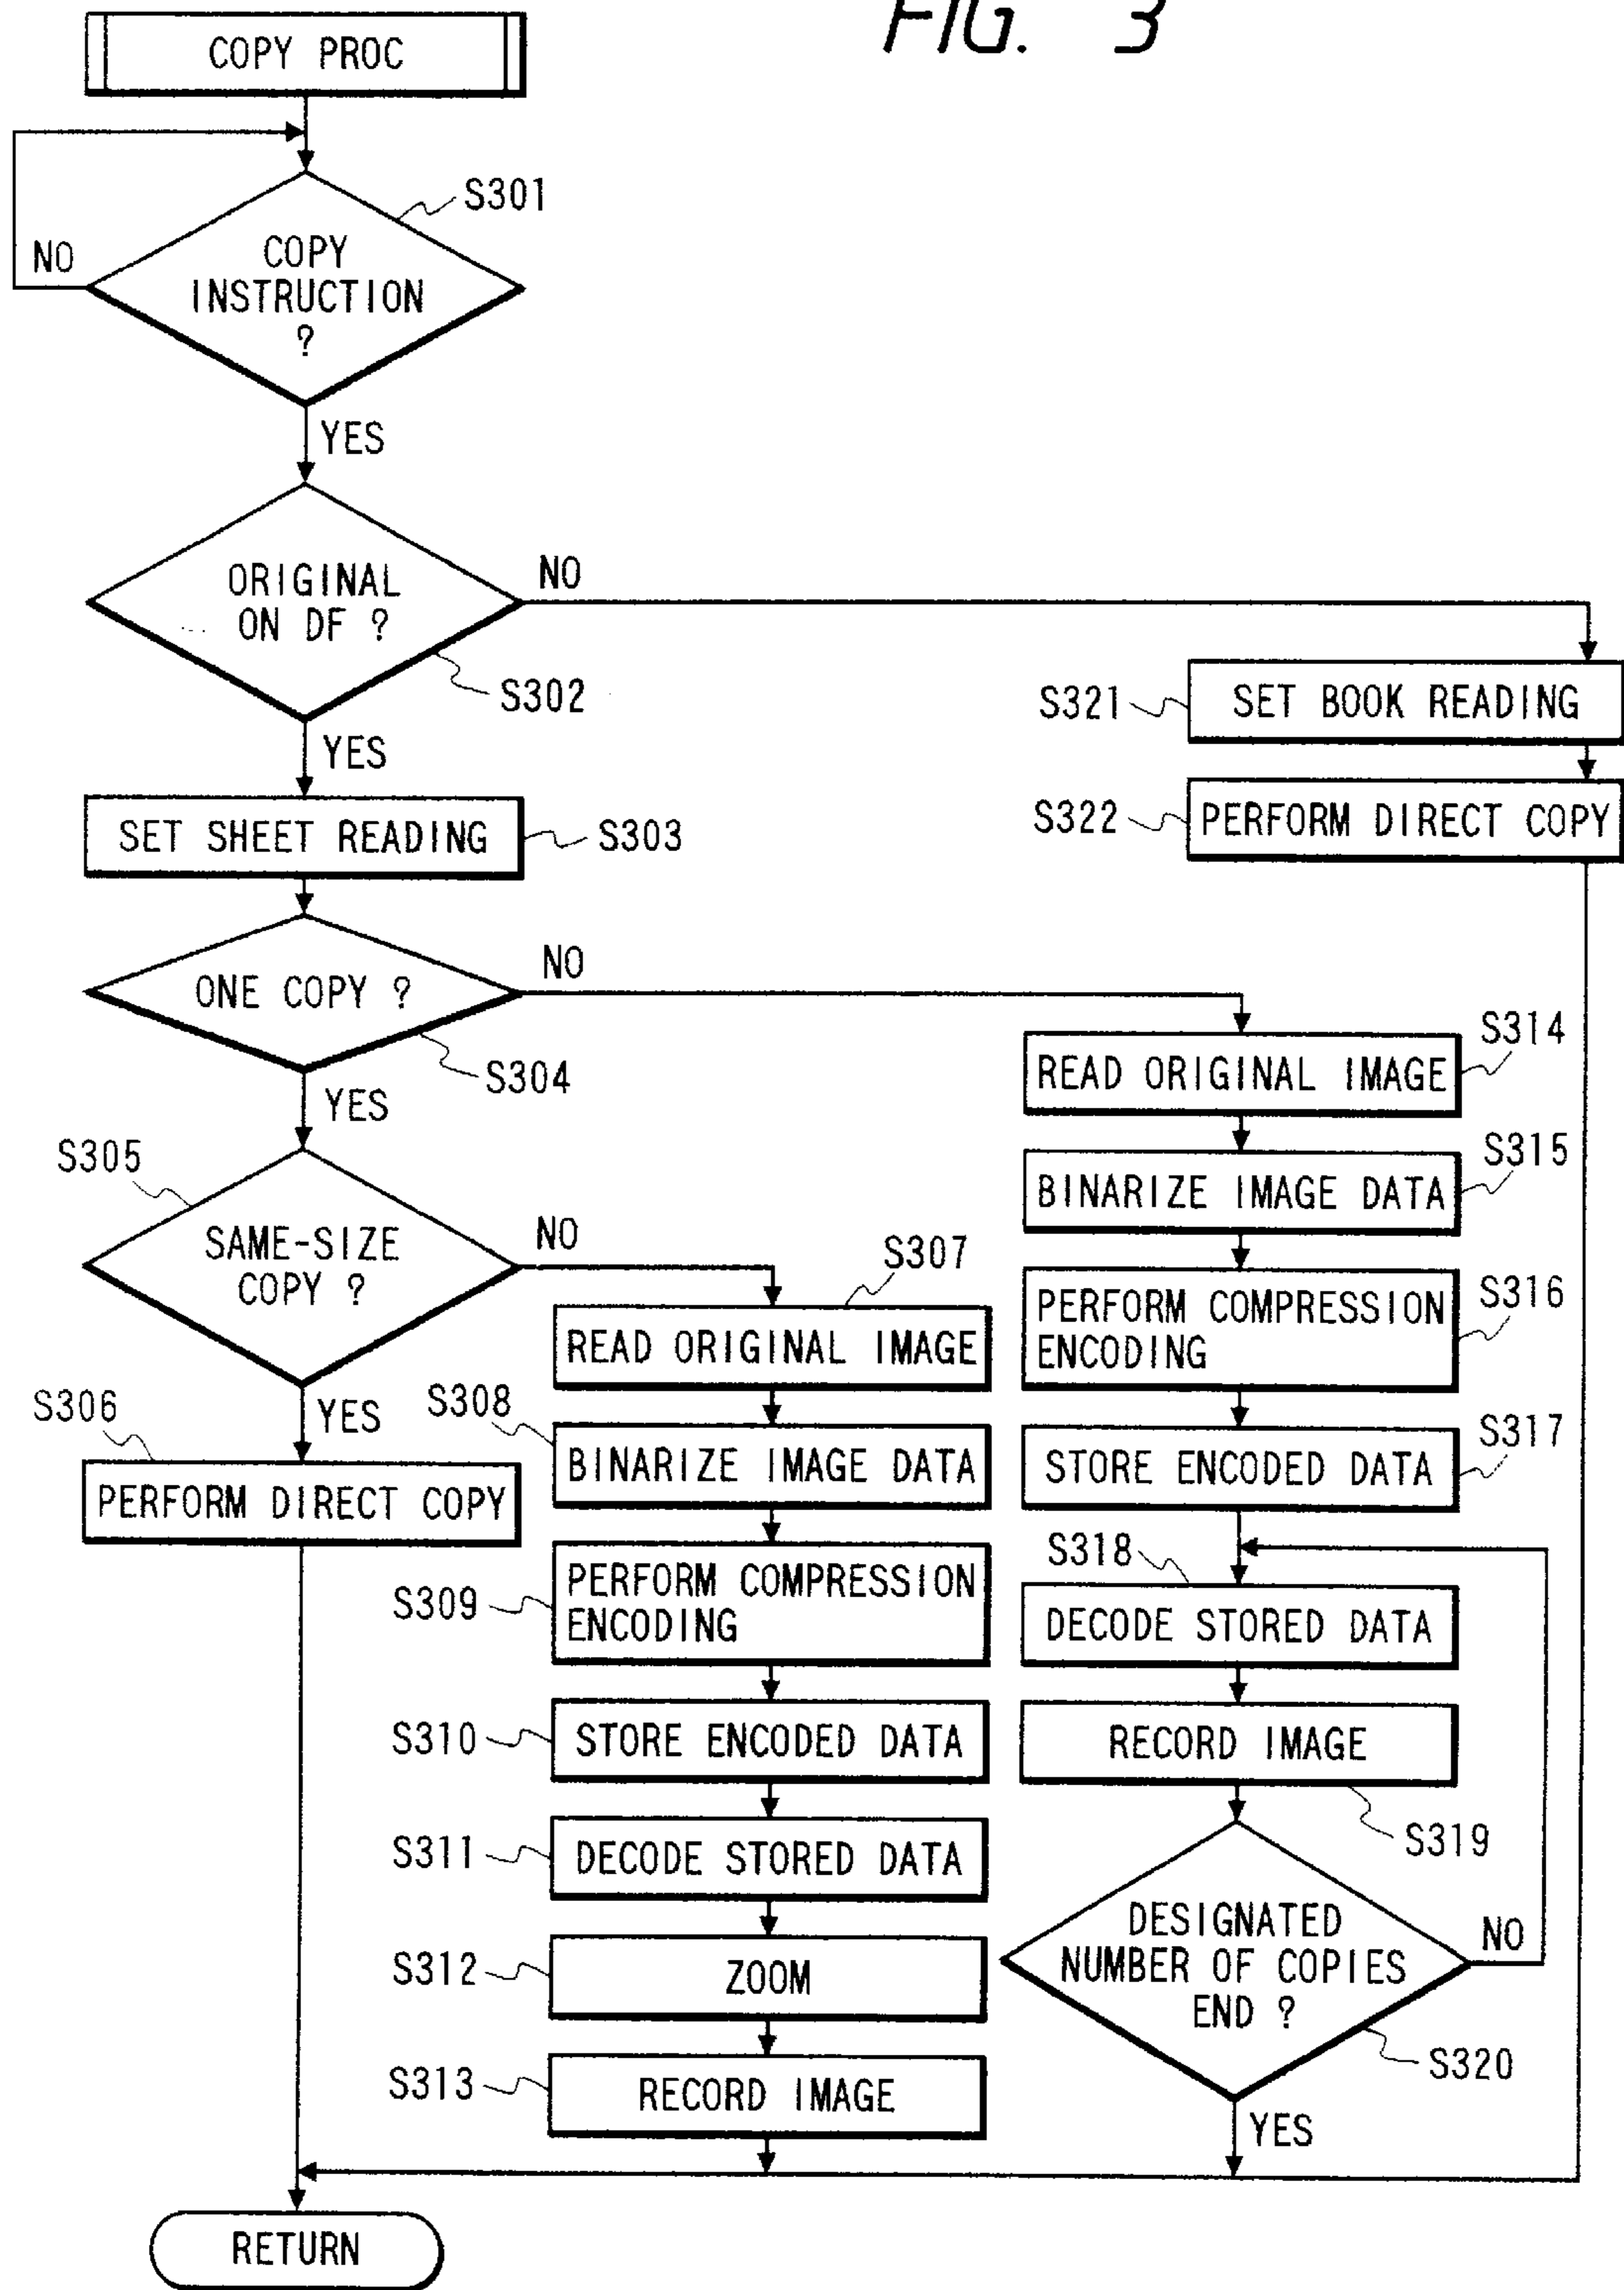 FIG. 3
COPY PROC
S301
NO
COPY
INSTRUCTION
?
YES
ORIGINAL
ON DF ?
NO
S302
YES
S321
SET BOOK READING
S322
PERFORM DIRECT COPY
SET SHEET READING
S303
ONE COPY ?
NO
S304
YES
S305
SAME-SIZE
COPY ?
NO
YES
S306
PERFORM DIRECT COPY
S307
READ ORIGINAL IMAGE
S308
BINARIZE IMAGE DATA
S309
PERFORM COMPRESSION
ENCODING
S310
STORE ENCODED DATA
S311
DECODE STORED DATA
S312
ZOOM
S313
RECORD IMAGE
S314
READ ORIGINAL IMAGE
S315
BINARIZE IMAGE DATA
S316
PERFORM COMPRESSION
ENCODING
S317
STORE ENCODED DATA
S318
DECODE STORED DATA
RECORD IMAGE
S319
DESIGNATED
NUMBER OF COPIES
END ?
NO
S320
YES
RETURN